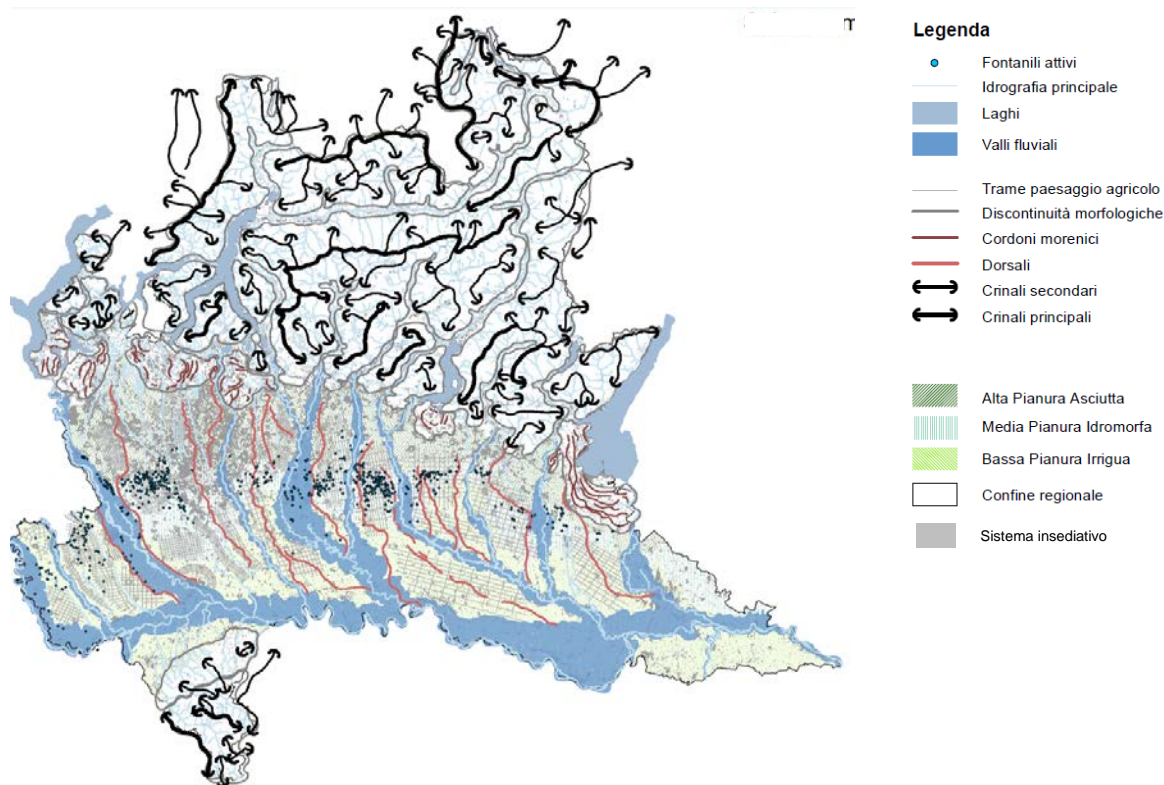 m
Legenda
Fontanili attivi
Idrografia principale
Laghi
Valli fluviali
Trame paesaggio agricolo
Discontinuità morfologiche
Cordoni morenici
Dorsali
Crinali secondari
Crinali principali
Alta Pianura Asciutta
Media Pianura Idromorfa
Bassa Pianura Irrigua
Confine regionale
Sistema insediativo